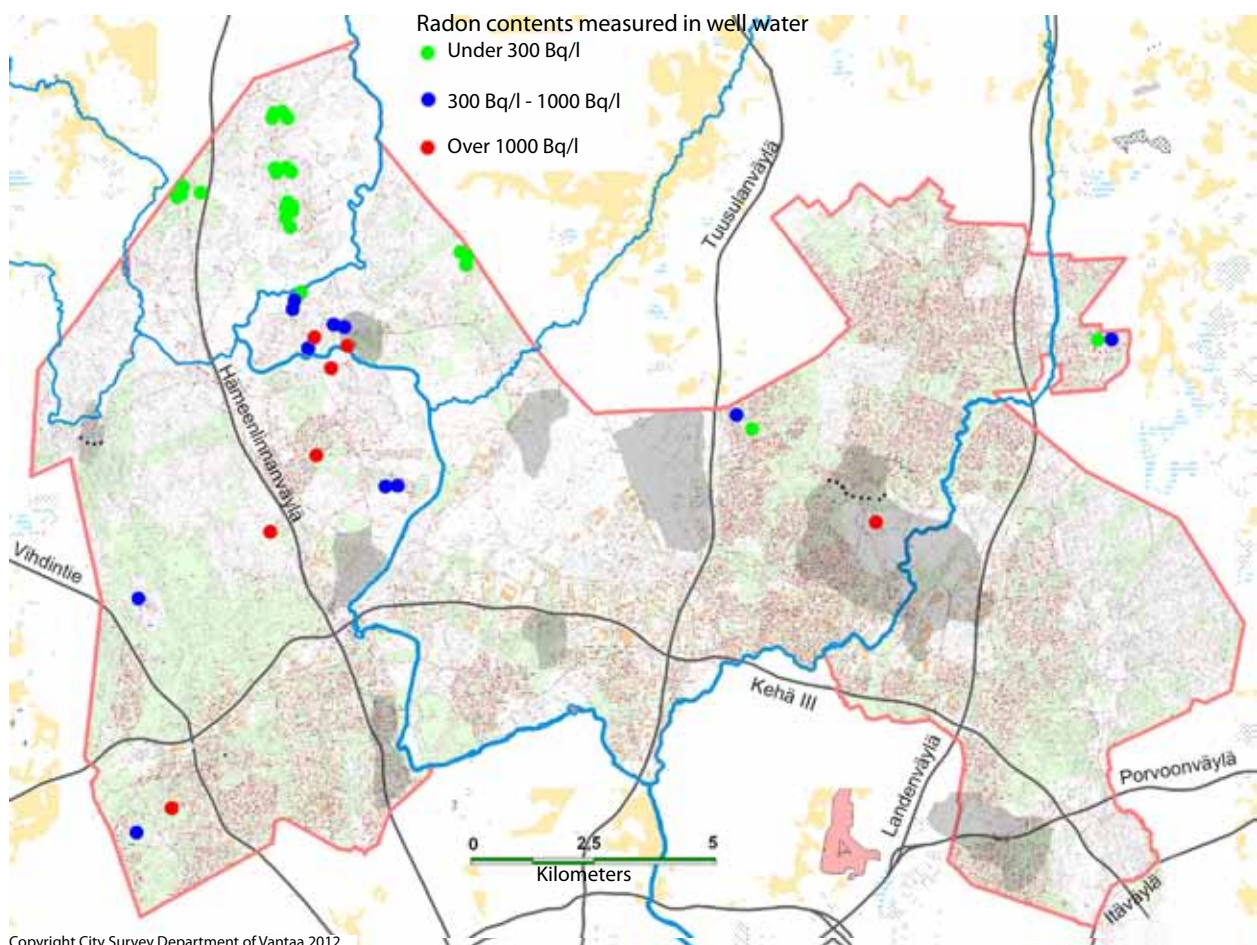 Radon contents measured in well water
Under 300 Bq/l
300 Bq/l - 1000 Bq/l
Over 1000 Bq/l
Tuusulanväylä
Hämeenlinnanväylä
Vihdintie
Kehä III
Landenväylä
Porvoonväylä
Itäväylä
0 2,5 5
Kilometers
Copyright City Survey Department of Vantaa 2012